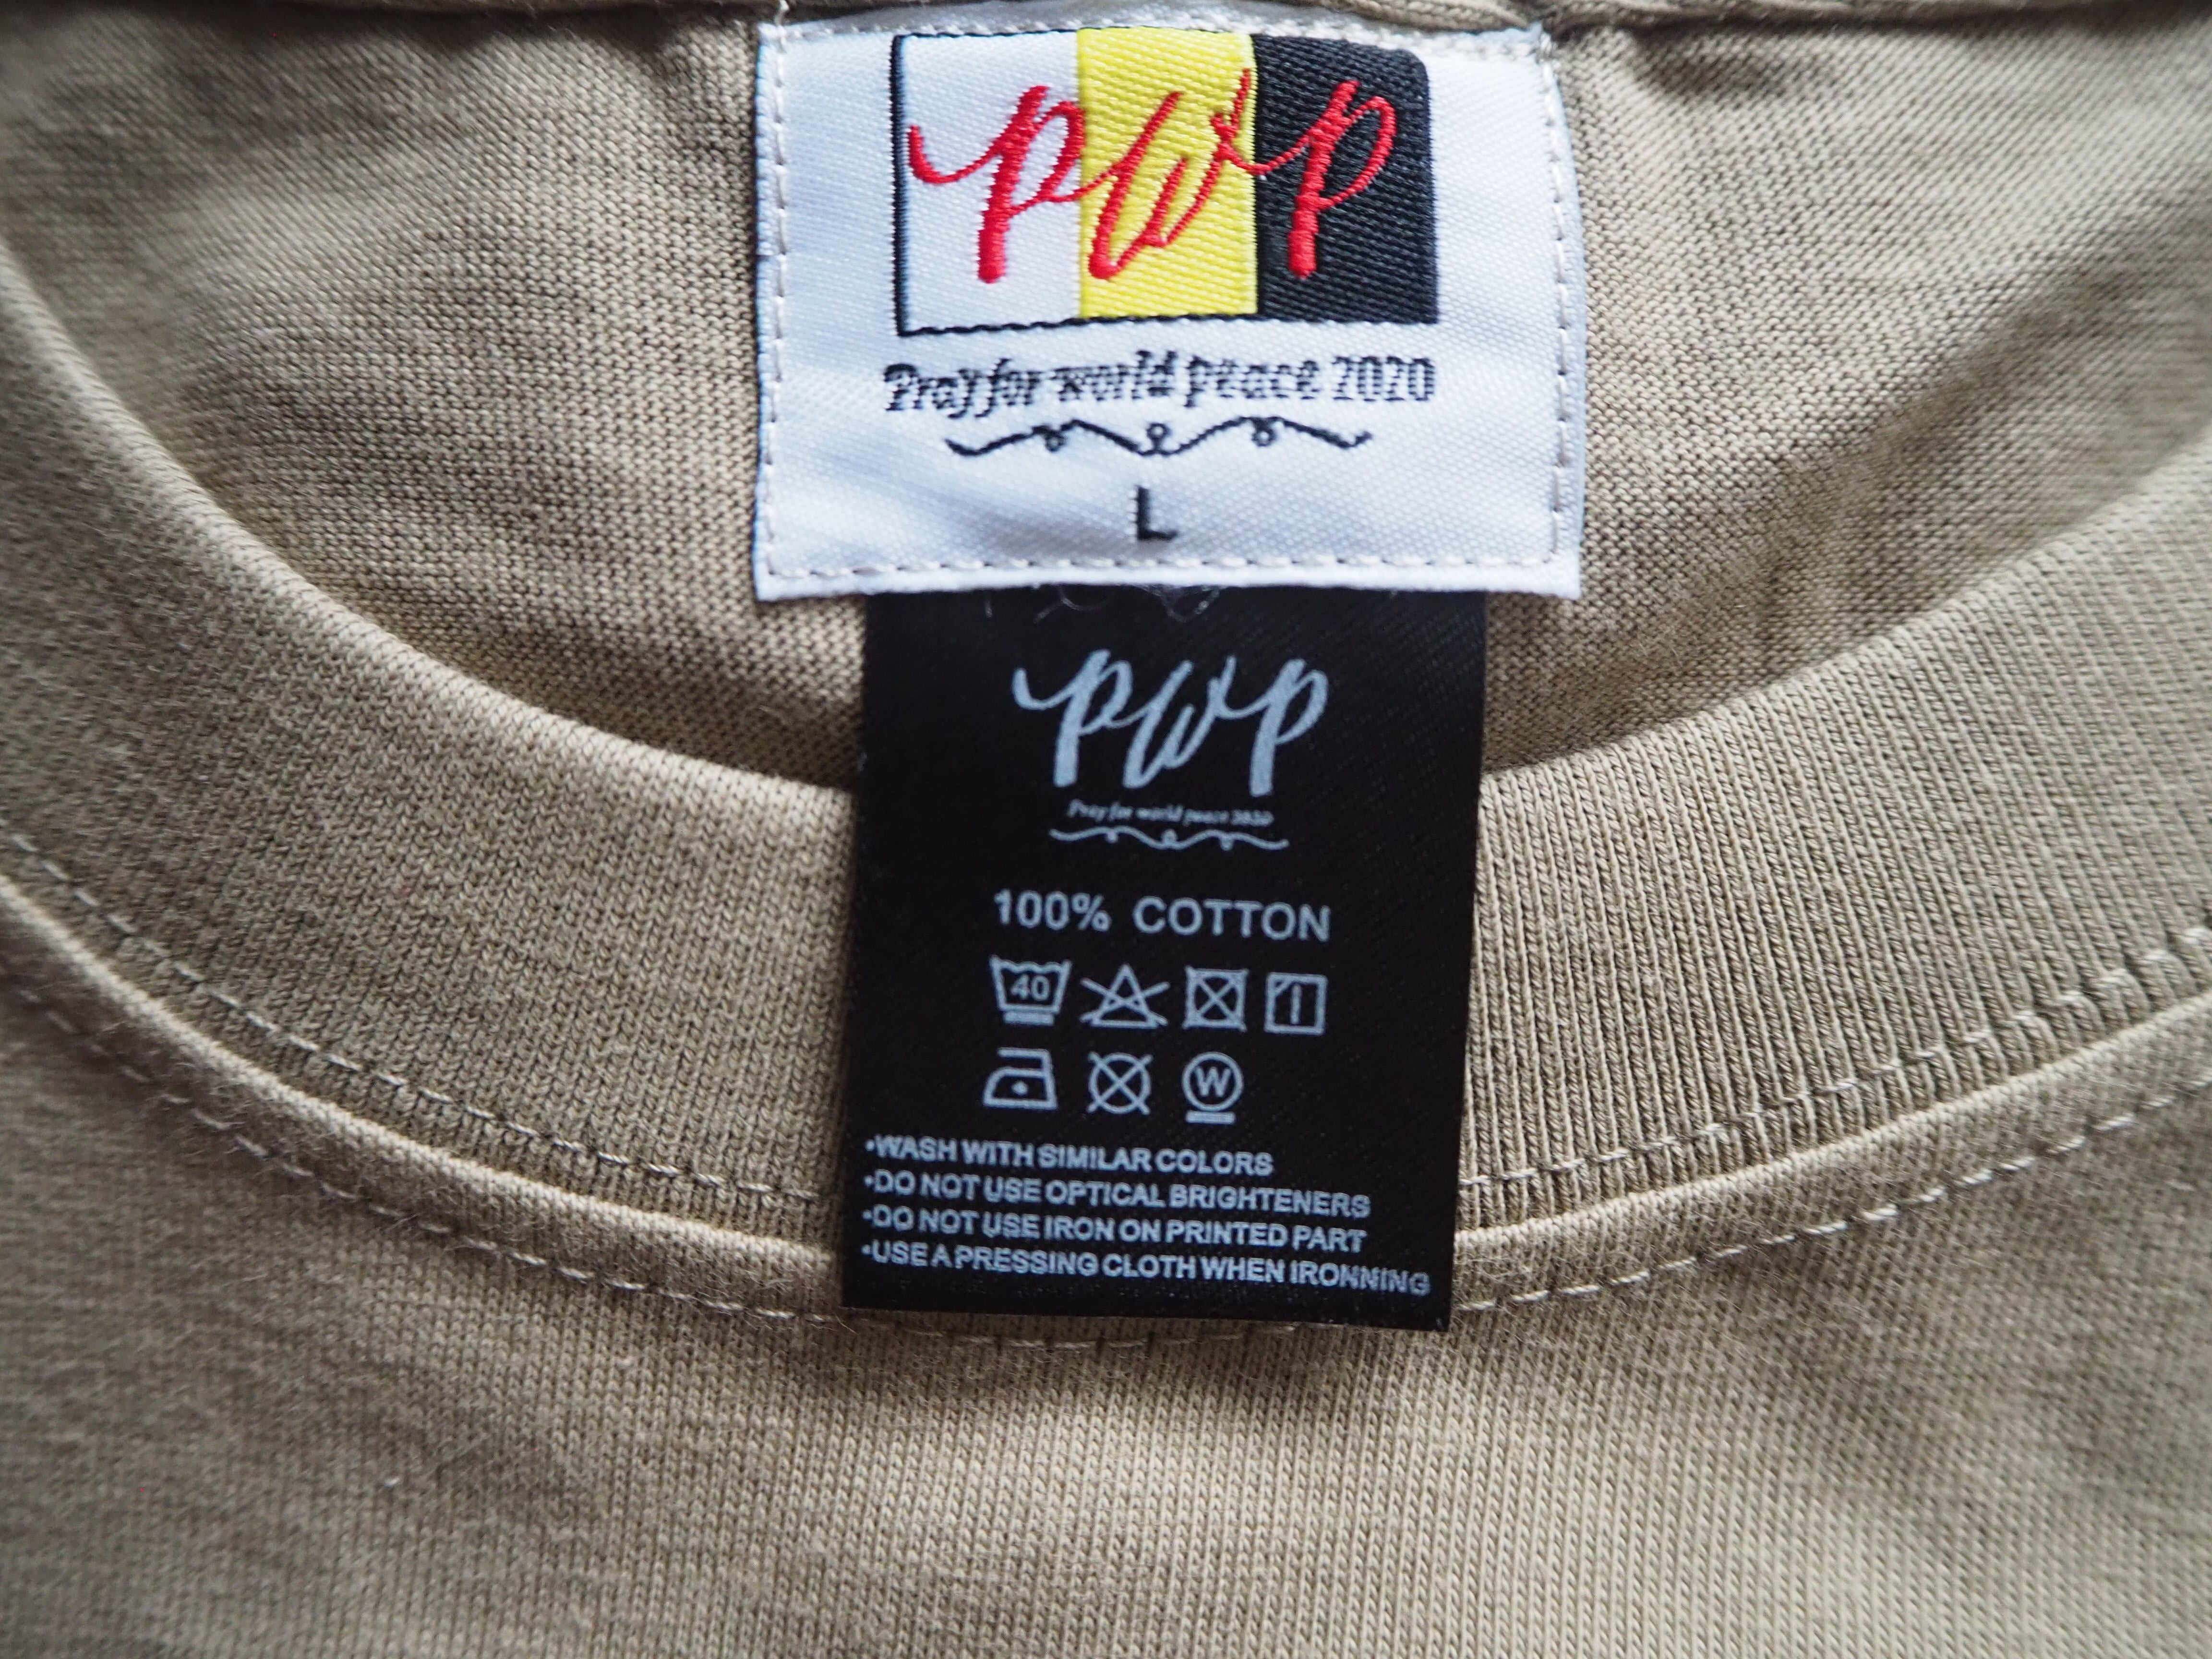 PWP
Pray for world peace 2020
L
PWP
Pray for world peace 2020
100% COTTON
40
W
•WASH WITH SIMILAR COLORS
•DO NOT USE OPTICAL BRIGHTENERS
•DO NOT USE IRON ON PRINTED PART
•USE A PRESSING CLOTH WHEN IRONNING